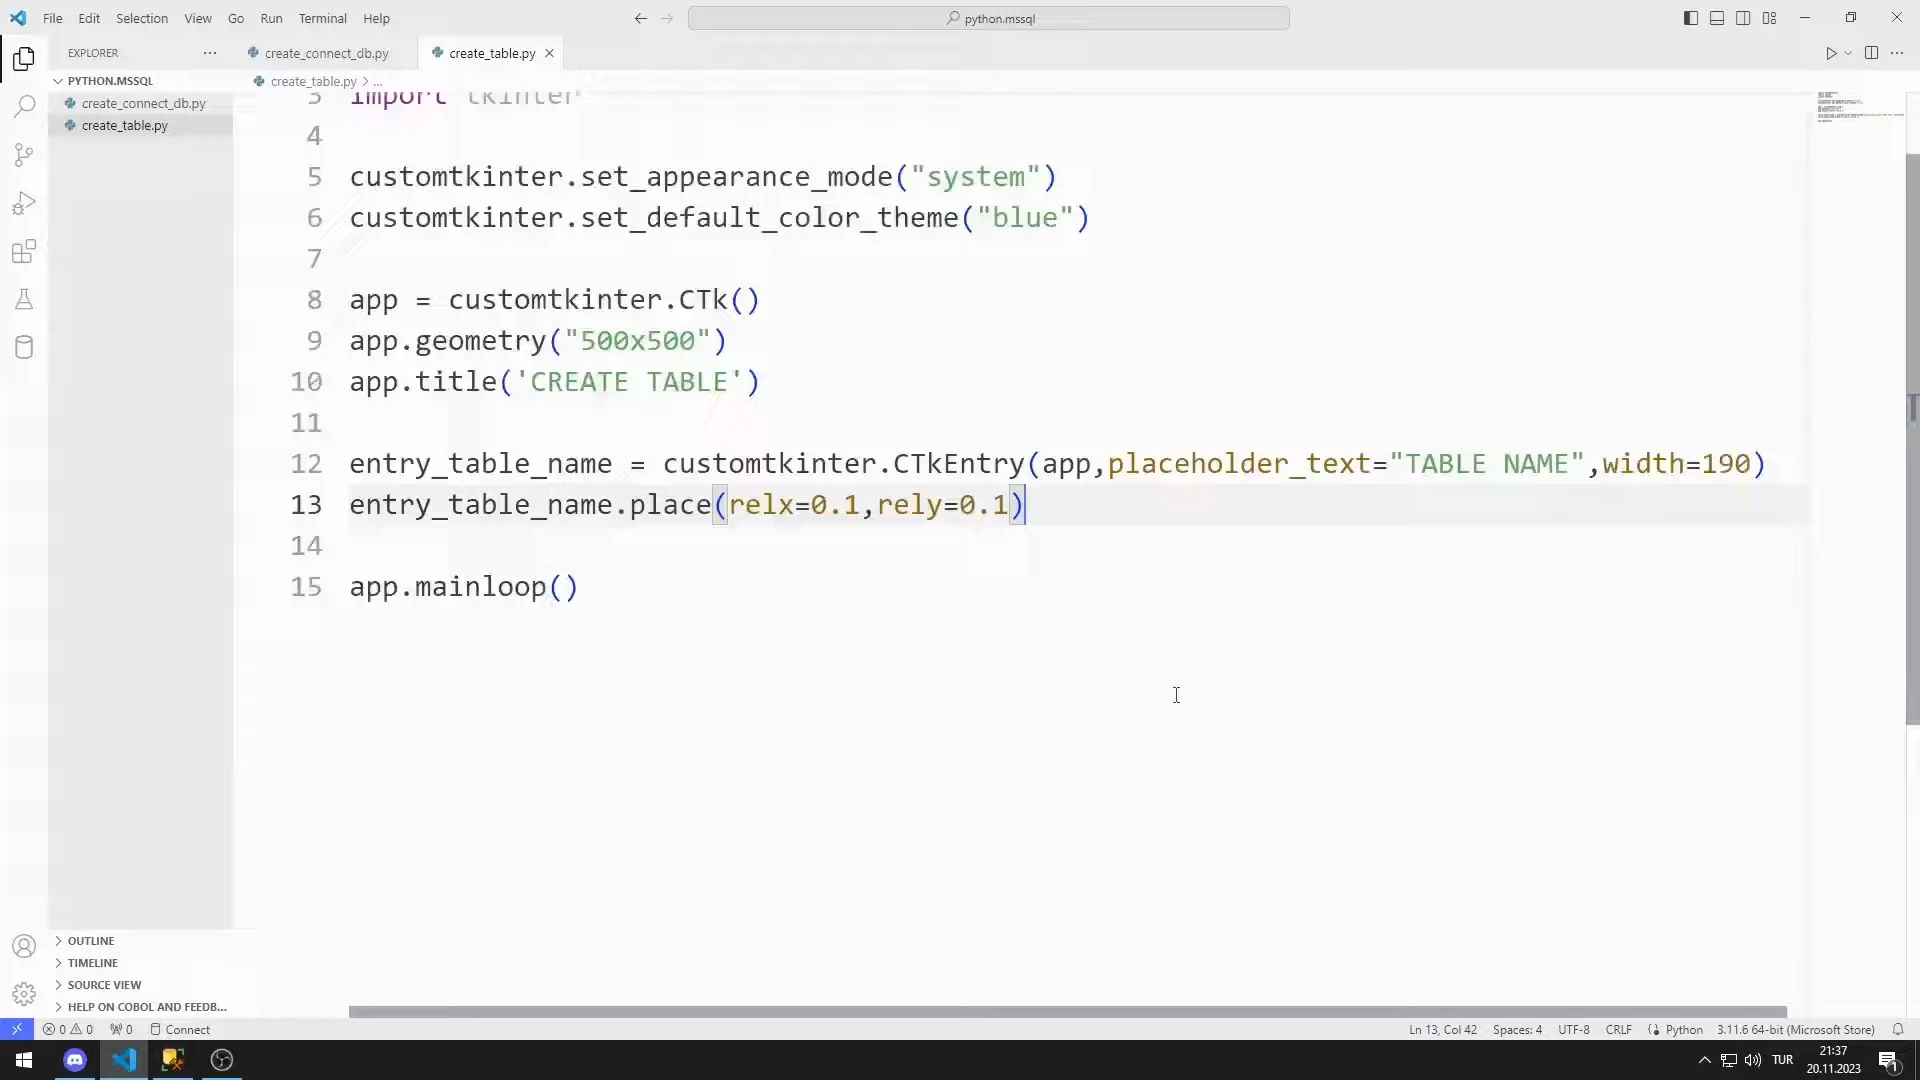 File Edit Selection View Go Run Terminal Help
python.mssql
EXPLORER
create_connect_db.py
create_table.py
PYTHON.MSSQL
create_table.py > ...
create_connect_db.py
create_table.py
3 import tkinter
4
5 customtkinter.set_appearance_mode("system")
6 customtkinter.set_default_color_theme("blue")
7
8 app = customtkinter.CTk()
9 app.geometry("500x500")
10 app.title('CREATE TABLE')
11
12 entry_table_name = customtkinter.CTkEntry(app,placeholder_text="TABLE NAME",width=190)
13 entry_table_name.place(relx=0.1,rely=0.1)
14
15 app.mainloop()
OUTLINE
TIMELINE
SOURCE VIEW
HELP ON COBOL AND FEEDB...
0 0 0 Connect
Ln 13, Col 42 Spaces: 4 UTF-8 CRLF Python 3.11.6 64-bit (Microsoft Store)
TUR
21:37
20.11.2023
1